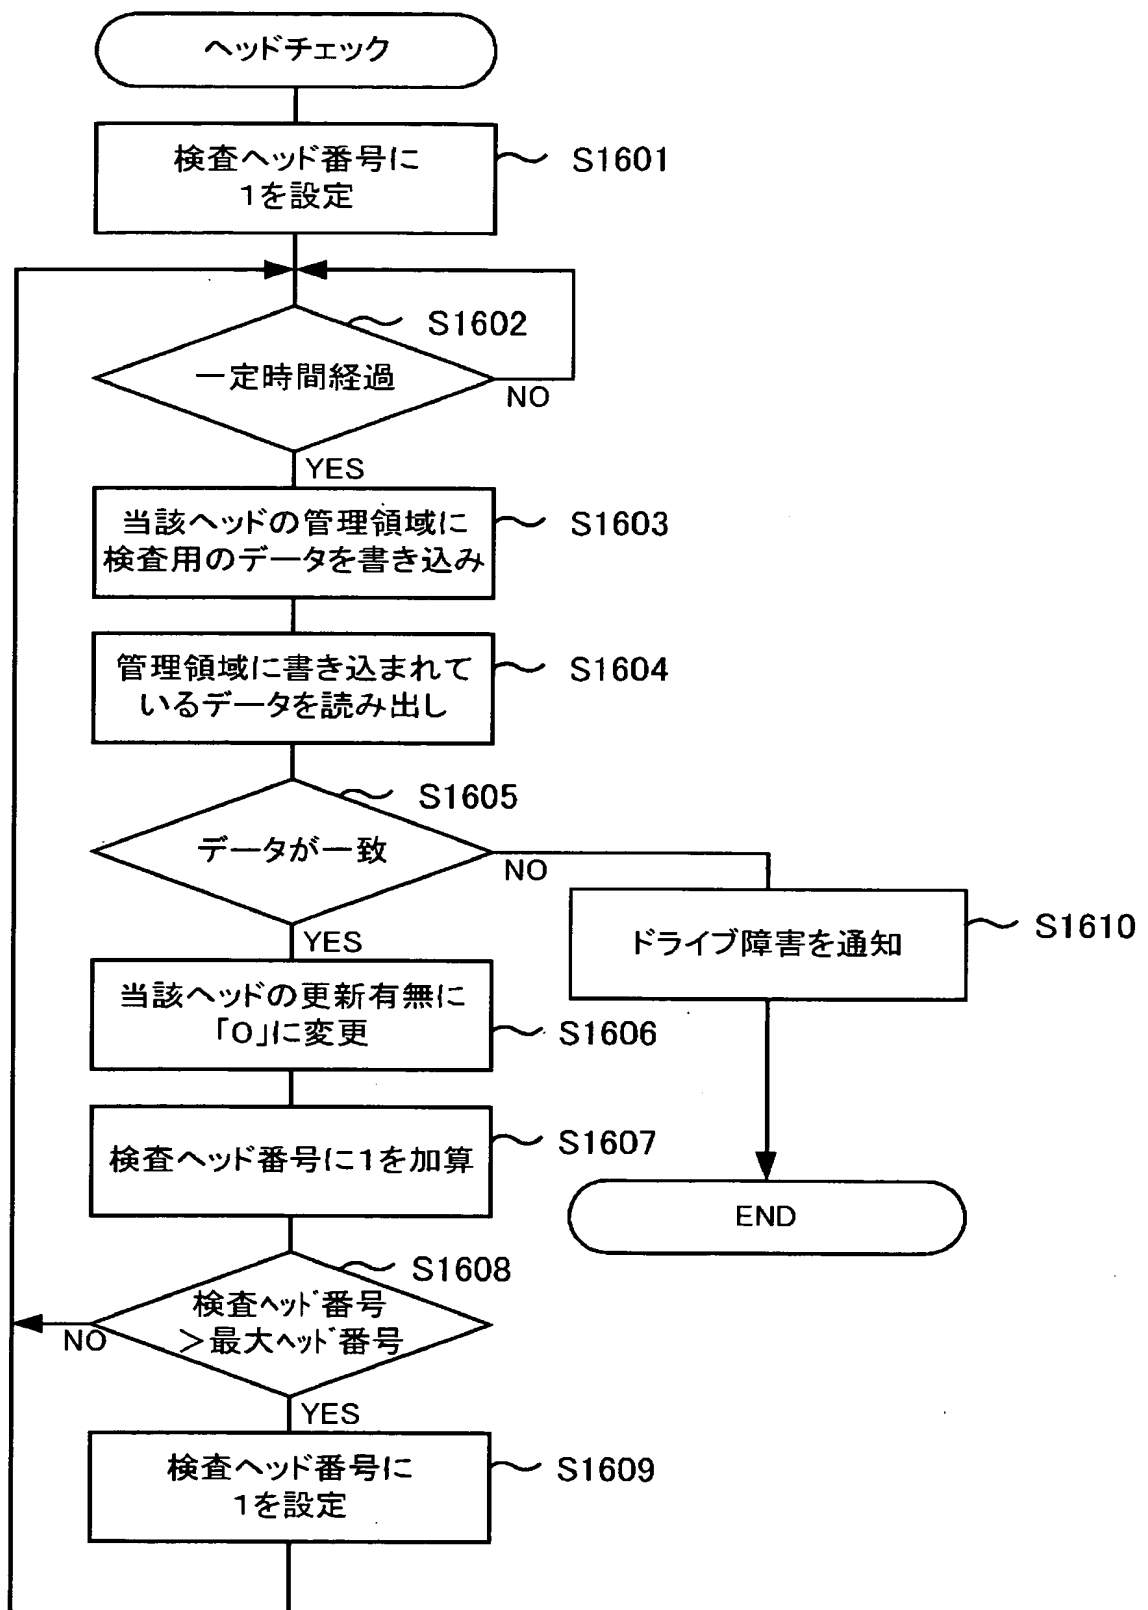 ヘッドチェック
検査ヘッド番号に
1を設定
S1601
S1602
一定時間経過
NO
YES
当該ヘッドの管理領域に
検査用のデータを書き込み
S1603
管理領域に書き込まれて
いるデータを読み出し
S1604
S1605
データが一致
NO
YES
ドライブ障害を通知
S1610
当該ヘッドの更新有無に
「0」に変更
S1606
検査ヘッド番号に1を加算
S1607
END
S1608
検査ヘッド番号
>最大ヘッド番号
NO
YES
検査ヘッド番号に
1を設定
S1609